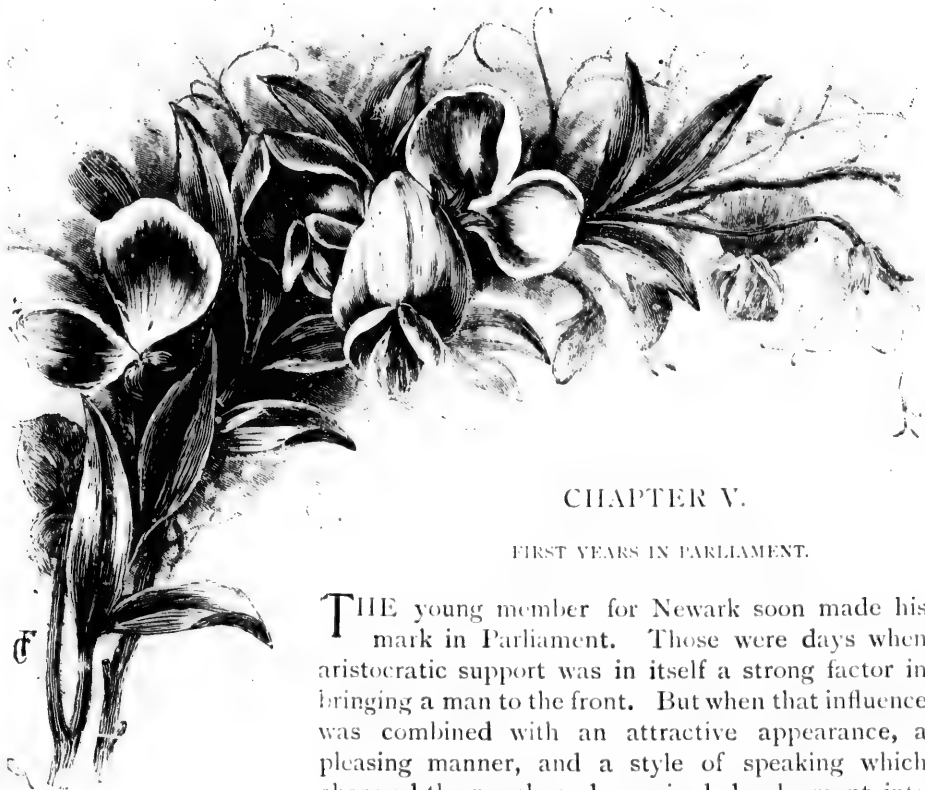 CHAPTER V.
FIRST YEARS IN PARLIAMENT.
THE young member for Newark soon made his
mark in Parliament. Those were days when
aristocratic support was in itself a strong factor in
bringing a man to the front. But when that influence
was combined with an attractive appearance, a
pleasing manner, and a style of speaking which